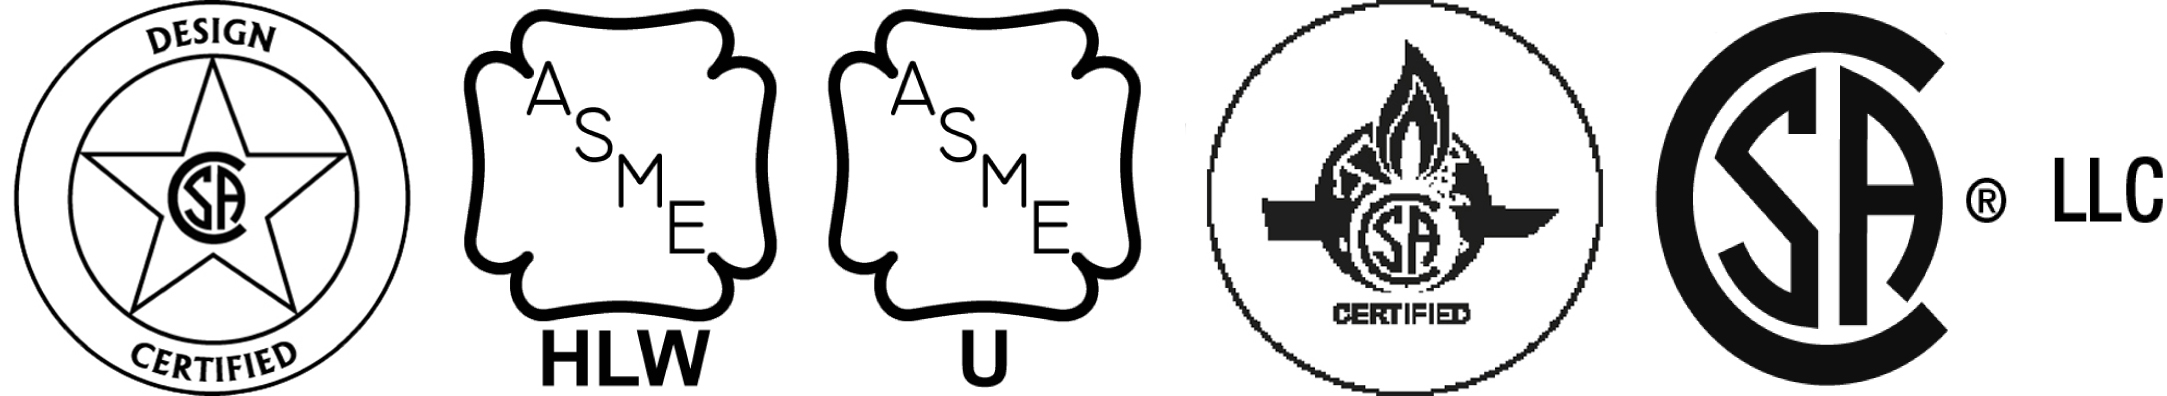 DESIGN
CSA
CERTIFIED
ASME
HLW
ASME
U
CSA
CERTIFIED
CSA ® LLC